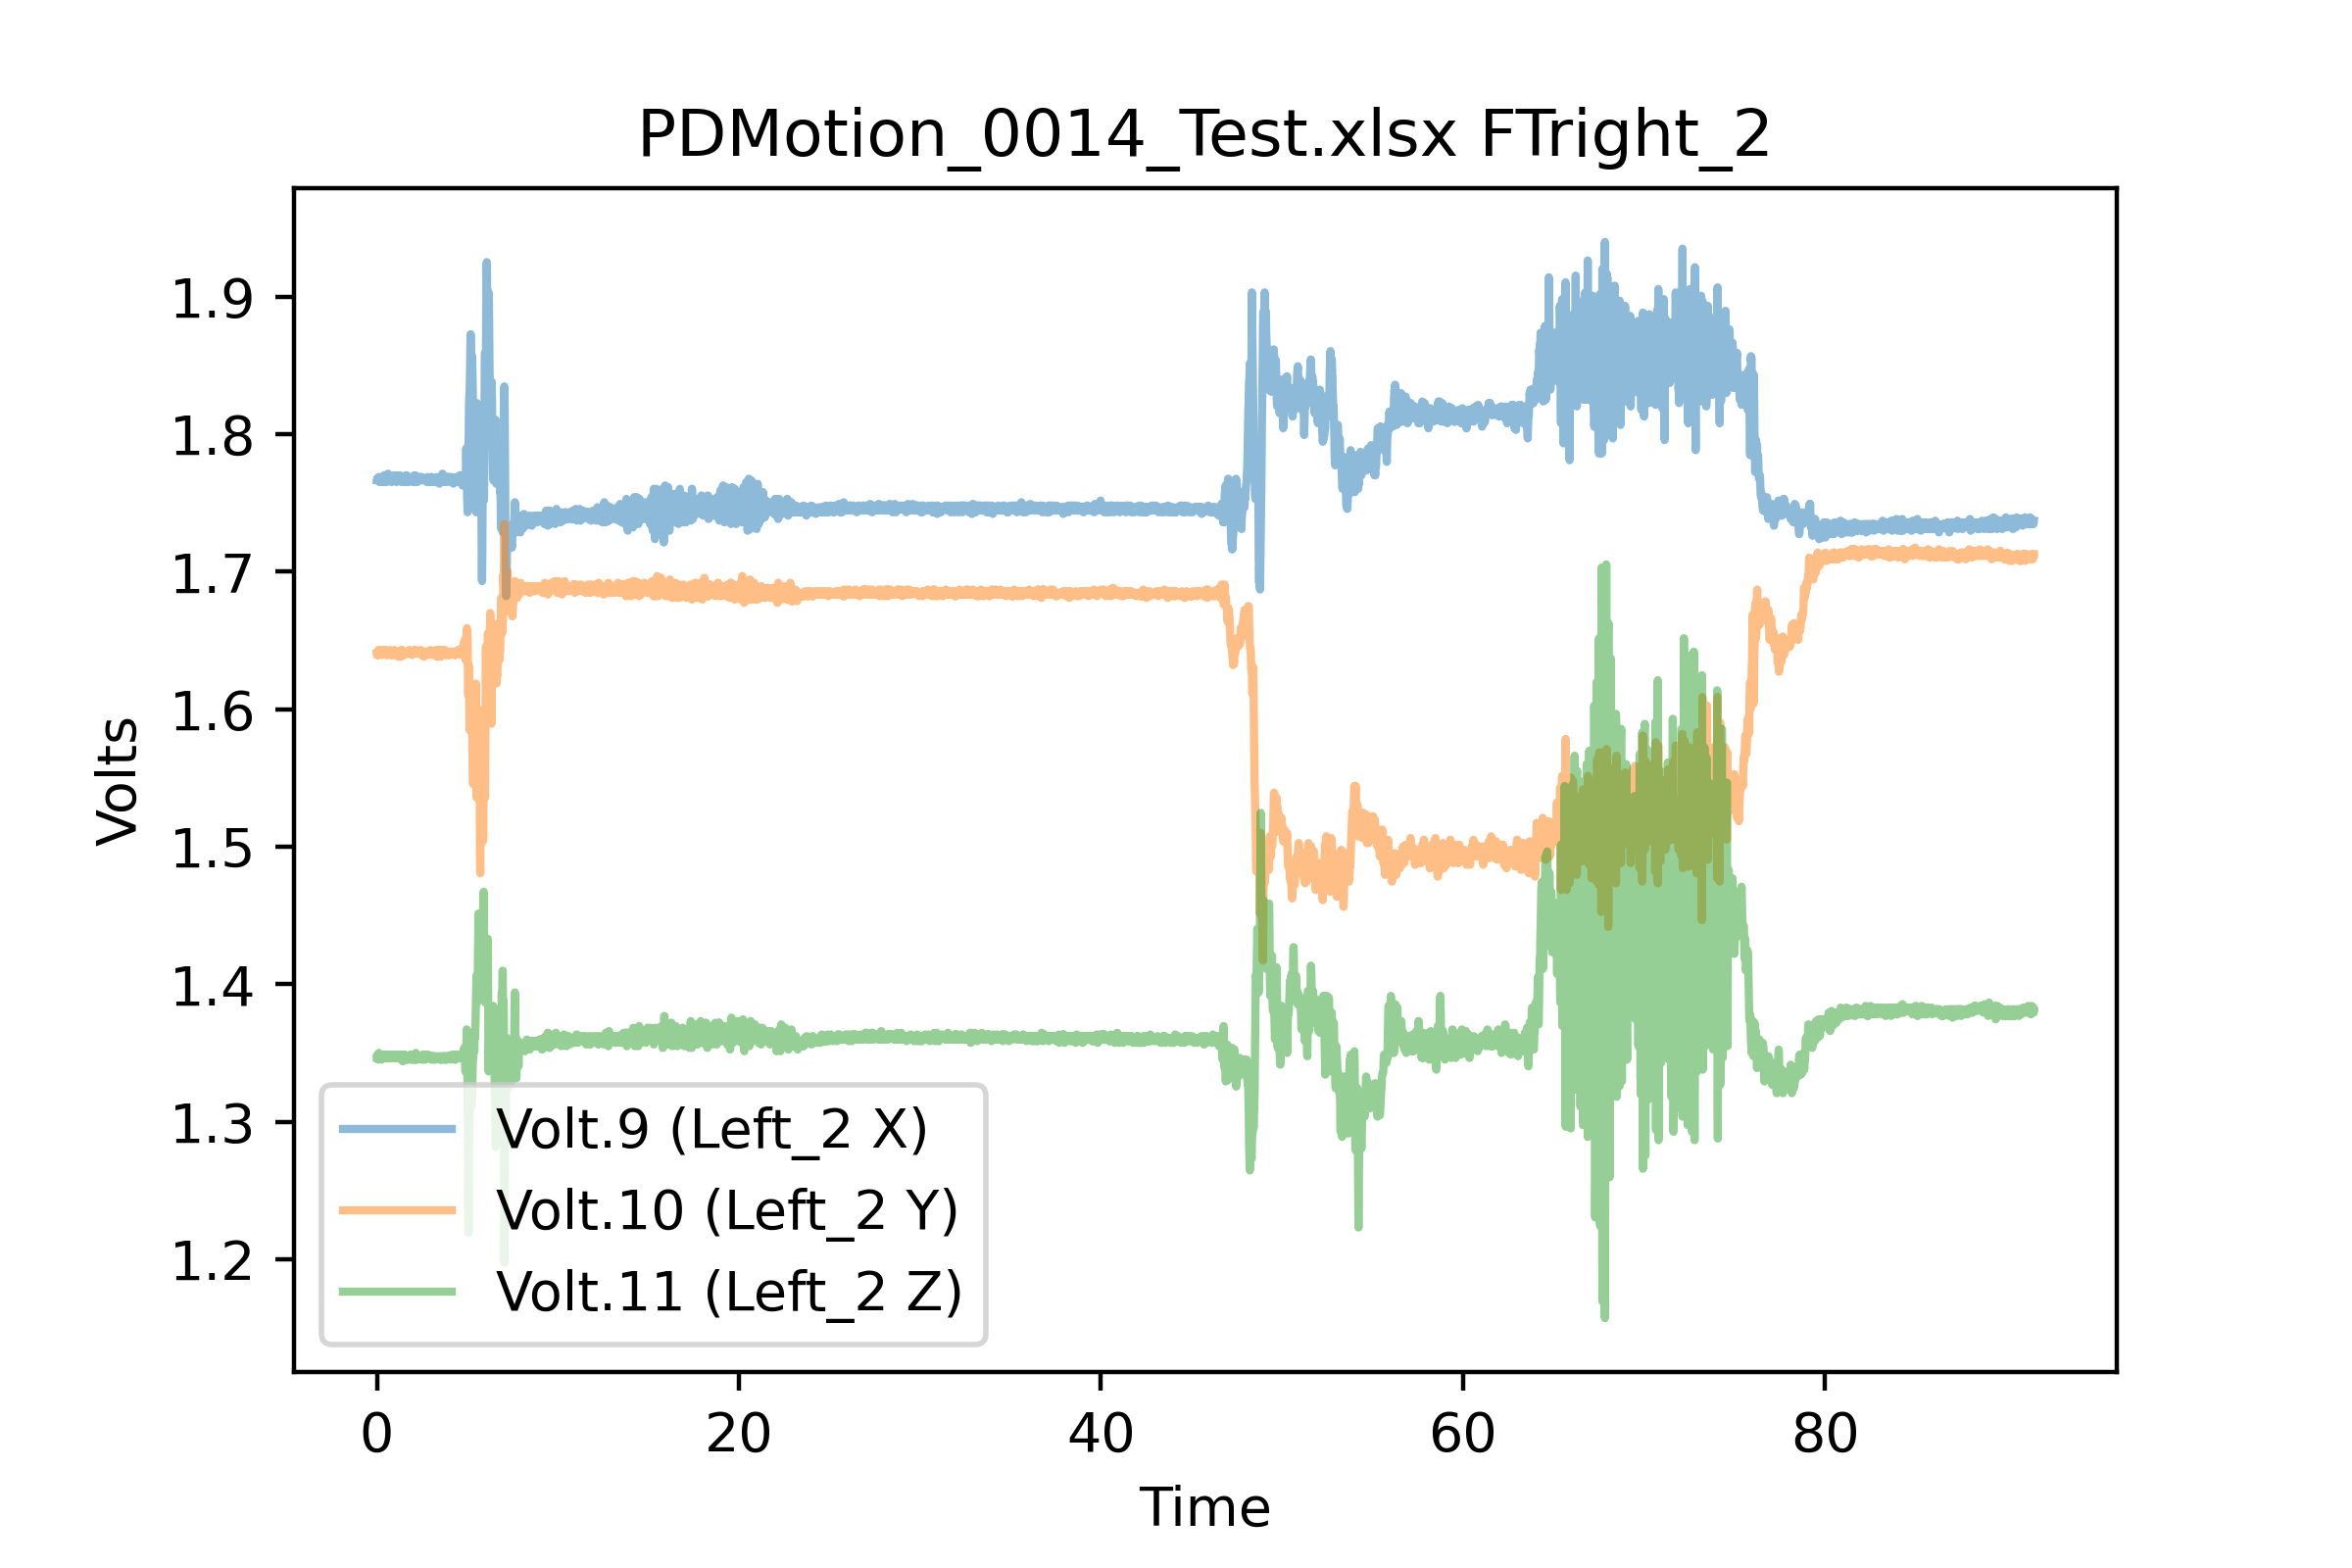 PDMotion_0014_Test.xlsx FTright_2
1.9
1.8
1.7
1.6
1.5
1.4
1.3
1.2
Volts
Volt.9 (Left_2 X)
Volt.10 (Left_2 Y)
Volt.11 (Left_2 Z)
0 20 40 60 80
Time